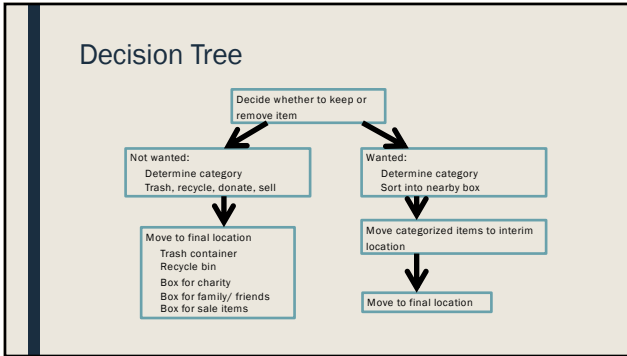 Decision Tree
Decide whether to keep or
remove item
Not wanted:
Determine category
Trash, recycle, donate, sell
Wanted:
Determine category
Sort into nearby box
Move to final location
Trash container
Recycle bin
Box for charity
Box for family/ friends
Box for sale items
Move categorized items to interim
location
Move to final location